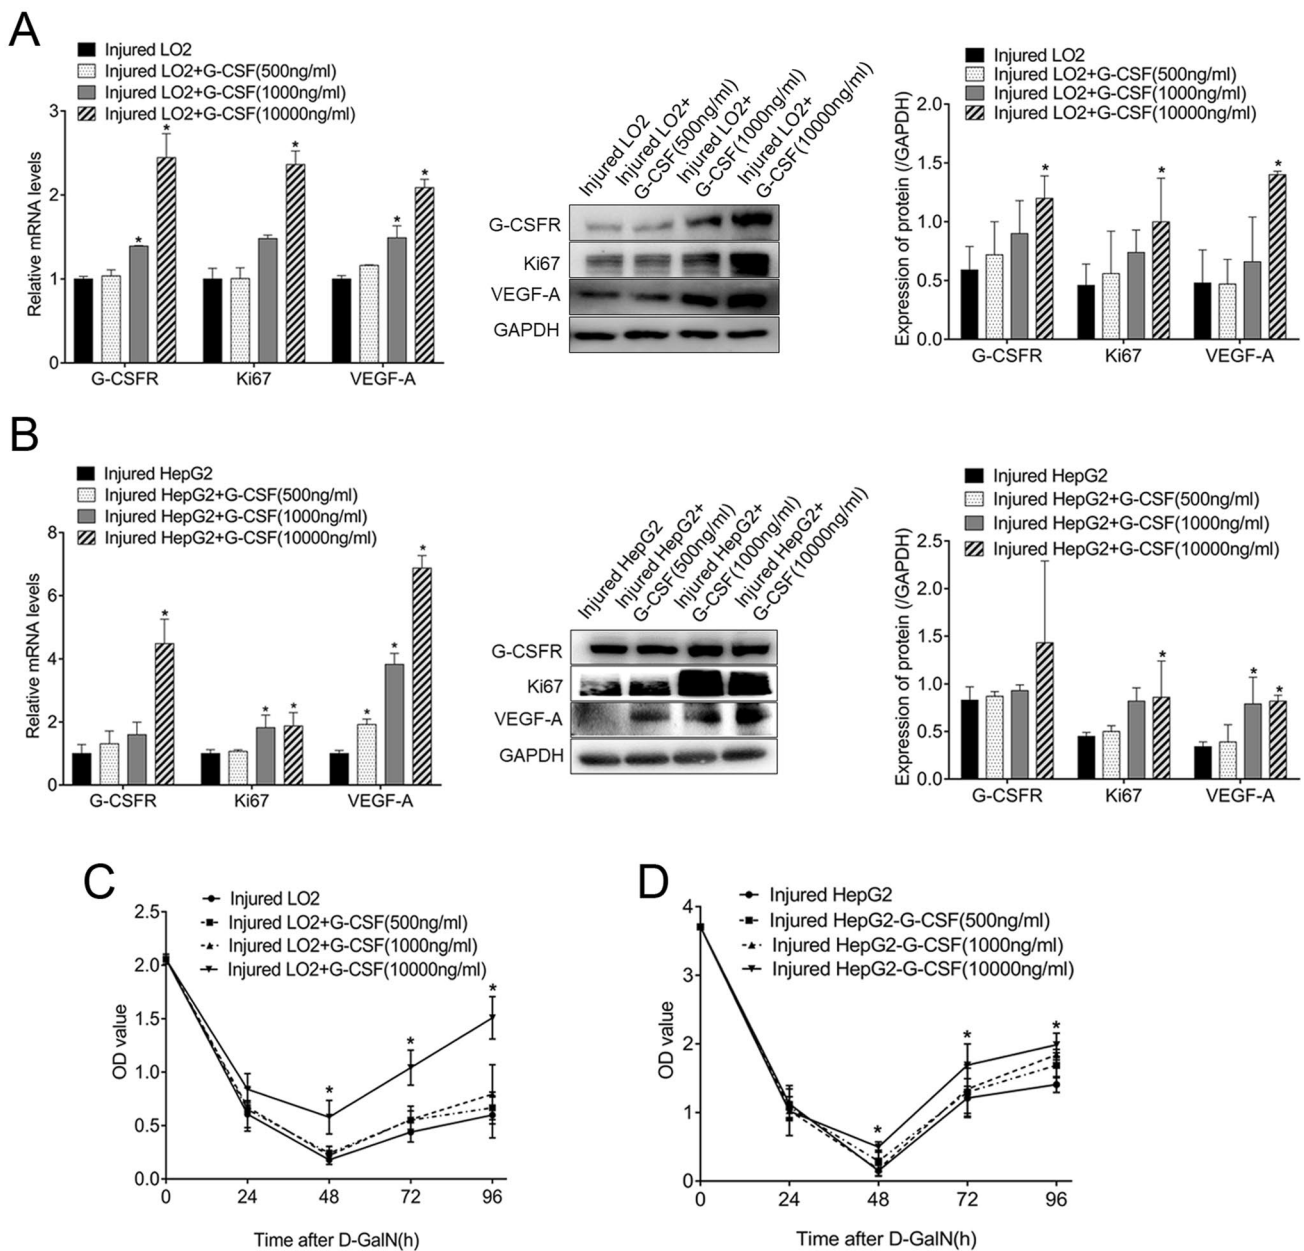 A
Injured LO2
Injured LO2+G-CSF(500ng/ml)
Injured LO2+G-CSF(1000ng/ml)
Injured LO2+G-CSF(10000ng/ml)
Relative mRNA levels
3
2
1
0
* * * * *
G-CSFR Ki67 VEGF-A
Injured LO2
Injured LO2+
G-CSF(500ng/ml)
Injured LO2+
G-CSF(1000ng/ml)
Injured LO2+
G-CSF(10000ng/ml)
G-CSFR
Ki67
VEGF-A
GAPDH
Injured LO2
Injured LO2+G-CSF(500ng/ml)
Injured LO2+G-CSF(1000ng/ml)
Injured LO2+G-CSF(10000ng/ml)
Expression of protein (/GAPDH)
2.0
1.5
1.0
0.5
0.0
* * *
G-CSFR Ki67 VEGF-A
B
Injured HepG2
Injured HepG2+G-CSF(500ng/ml)
Injured HepG2+G-CSF(1000ng/ml)
Injured HepG2+G-CSF(10000ng/ml)
Relative mRNA levels
8
6
4
2
0
* * * * * *
G-CSFR Ki67 VEGF-A
Injured HepG2
Injured HepG2+
G-CSF(500ng/ml)
Injured HepG2+
G-CSF(1000ng/ml)
Injured HepG2+
G-CSF(10000ng/ml)
G-CSFR
Ki67
VEGF-A
GAPDH
Injured HepG2
Injured HepG2+G-CSF(500ng/ml)
Injured HepG2+G-CSF(1000ng/ml)
Injured HepG2+G-CSF(10000ng/ml)
Expression of protein (/GAPDH)
2.5
2.0
1.5
1.0
0.5
0.0
* * *
G-CSFR Ki67 VEGF-A
C
Injured LO2
Injured LO2+G-CSF(500ng/ml)
Injured LO2+G-CSF(1000ng/ml)
Injured LO2+G-CSF(10000ng/ml)
OD value
2.5
2.0
1.5
1.0
0.5
0.0
* * *
0 24 48 72 96
Time after D-GalN(h)
D
Injured HepG2
Injured HepG2-G-CSF(500ng/ml)
Injured HepG2-G-CSF(1000ng/ml)
Injured HepG2-G-CSF(10000ng/ml)
OD value
4
3
2
1
0
* * *
0 24 48 72 96
Time after D-GalN(h)